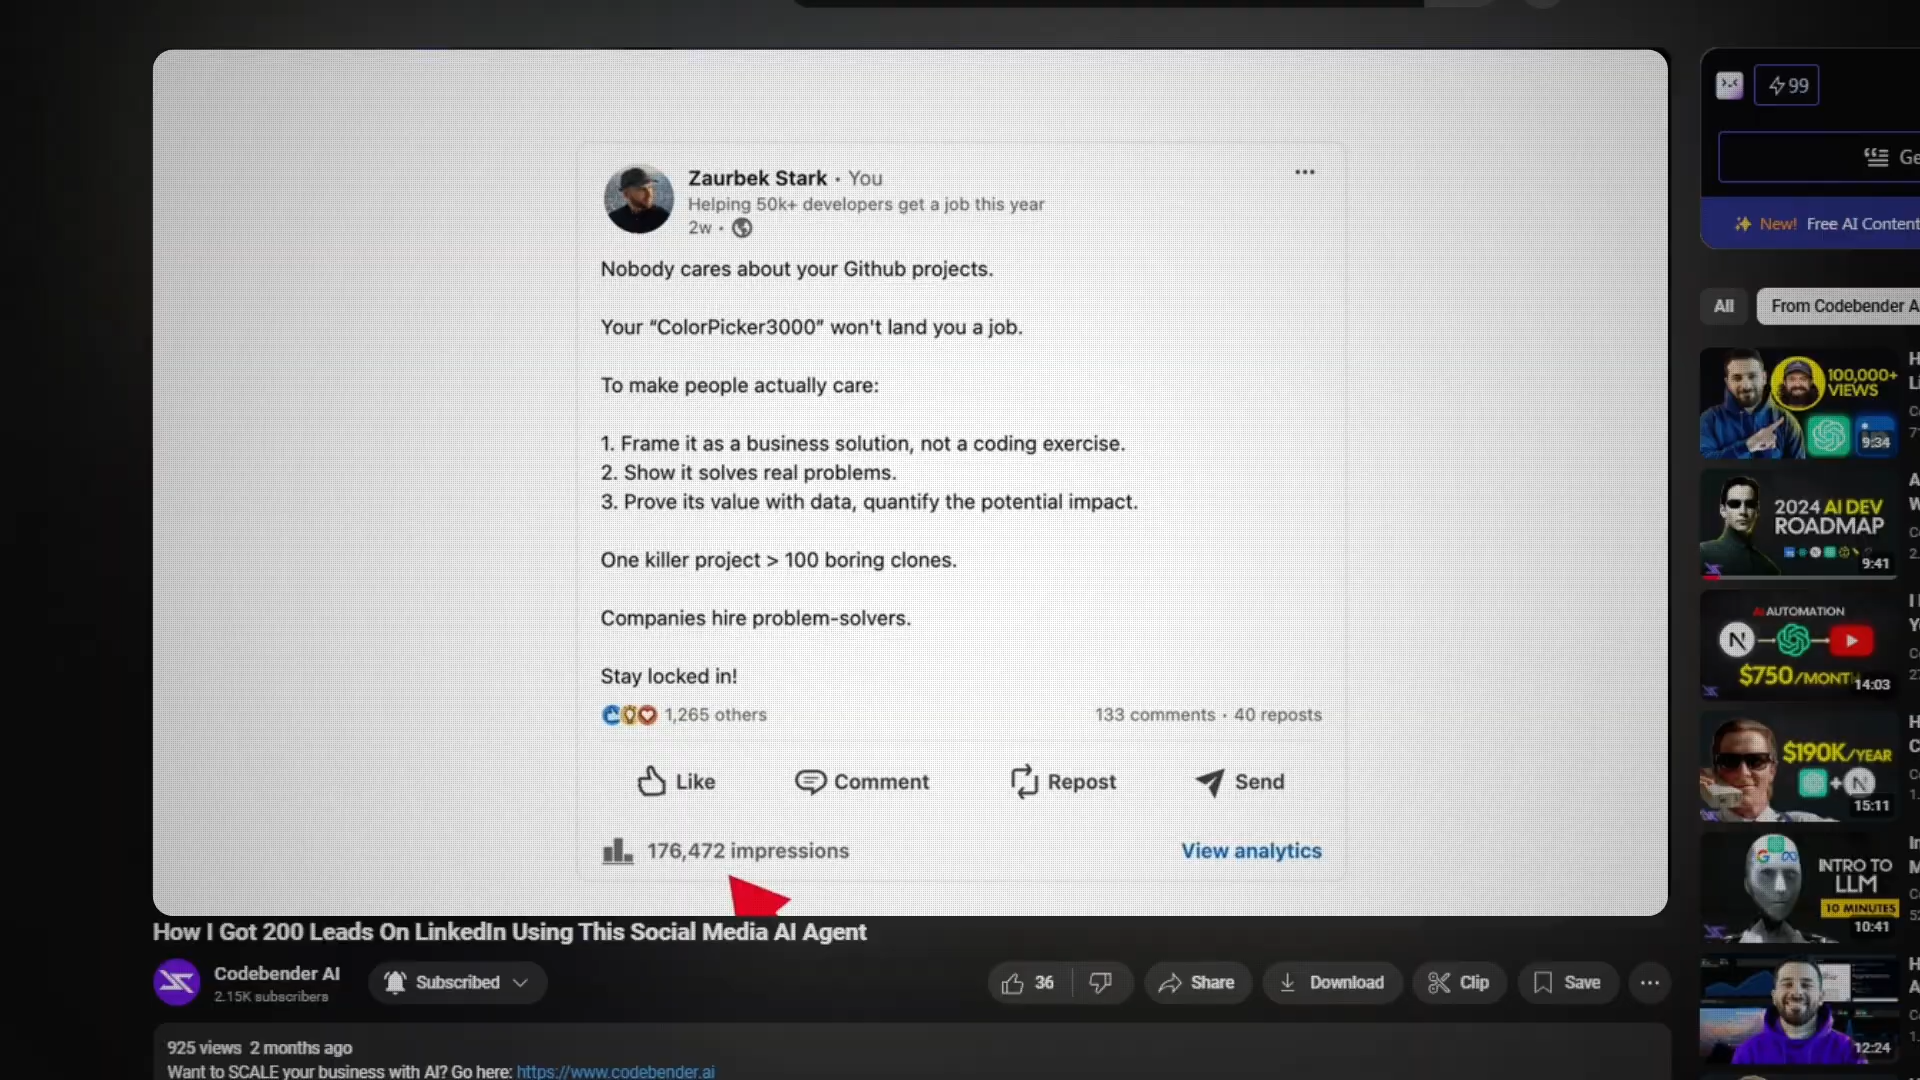 Zaurbek Stark • You
Helping 50k+ developers get a job this year
2w •
Nobody cares about your Github projects.
Your “ColorPicker3000” won't land you a job.
To make people actually care:
1. Frame it as a business solution, not a coding exercise.
2. Show it solves real problems.
3. Prove its value with data, quantify the potential impact.
One killer project > 100 boring clones.
Companies hire problem-solvers.
Stay locked in!
1,265 others
133 comments • 40 reposts
Like
Comment
Repost
Send
176,472 impressions
View analytics
How I Got 200 Leads On LinkedIn Using This Social Media AI Agent
Codebender AI
2.15K subscribers
Subscribed
36
Share
Download
Clip
Save
925 views 2 months ago
Want to SCALE your business with AI? Go here: https://www.codebender.ai
99
New! Free AI Content
All
From Codebender
100,000+
VIEWS
9:34
2024 AI DEV
ROADMAP
9:41
AI AUTOMATION
N
$750/MONTH
14:03
$190K/YEAR
N
15:11
INTRO TO
LLM
10 MINUTES
10:41
12:24